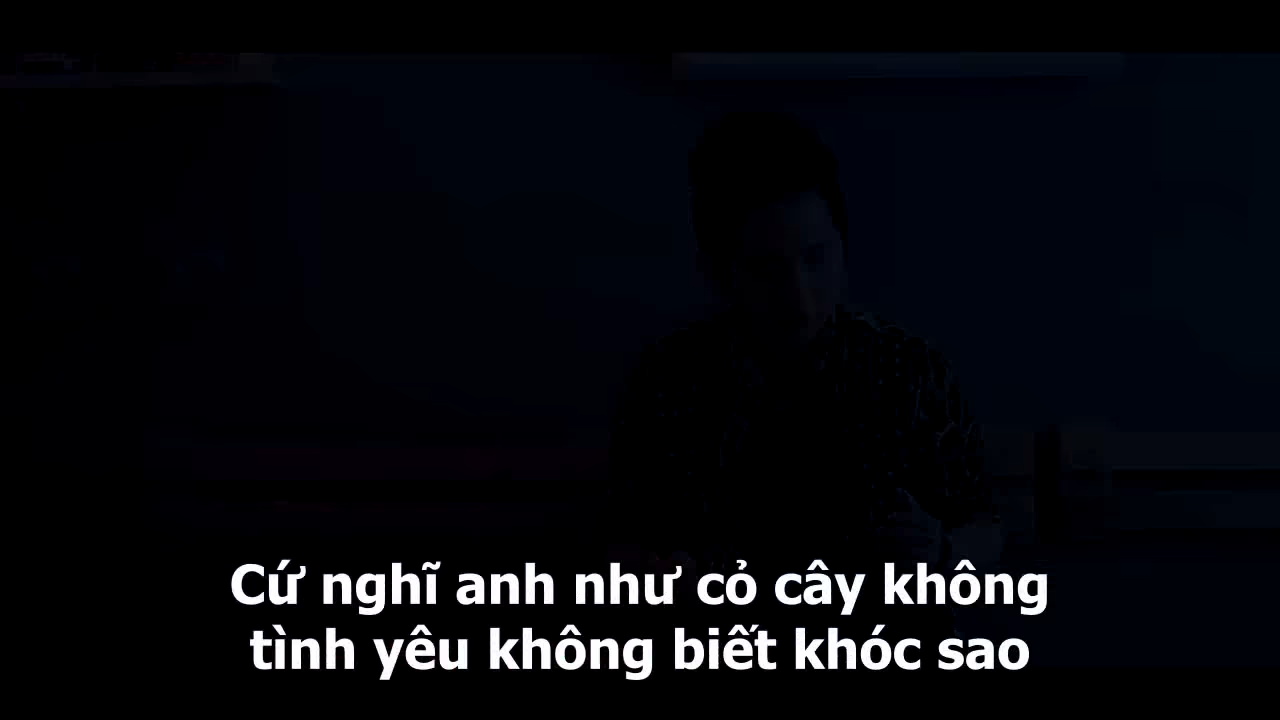 Cứ nghĩ anh như cỏ cây không
tình yêu không biết khóc sao